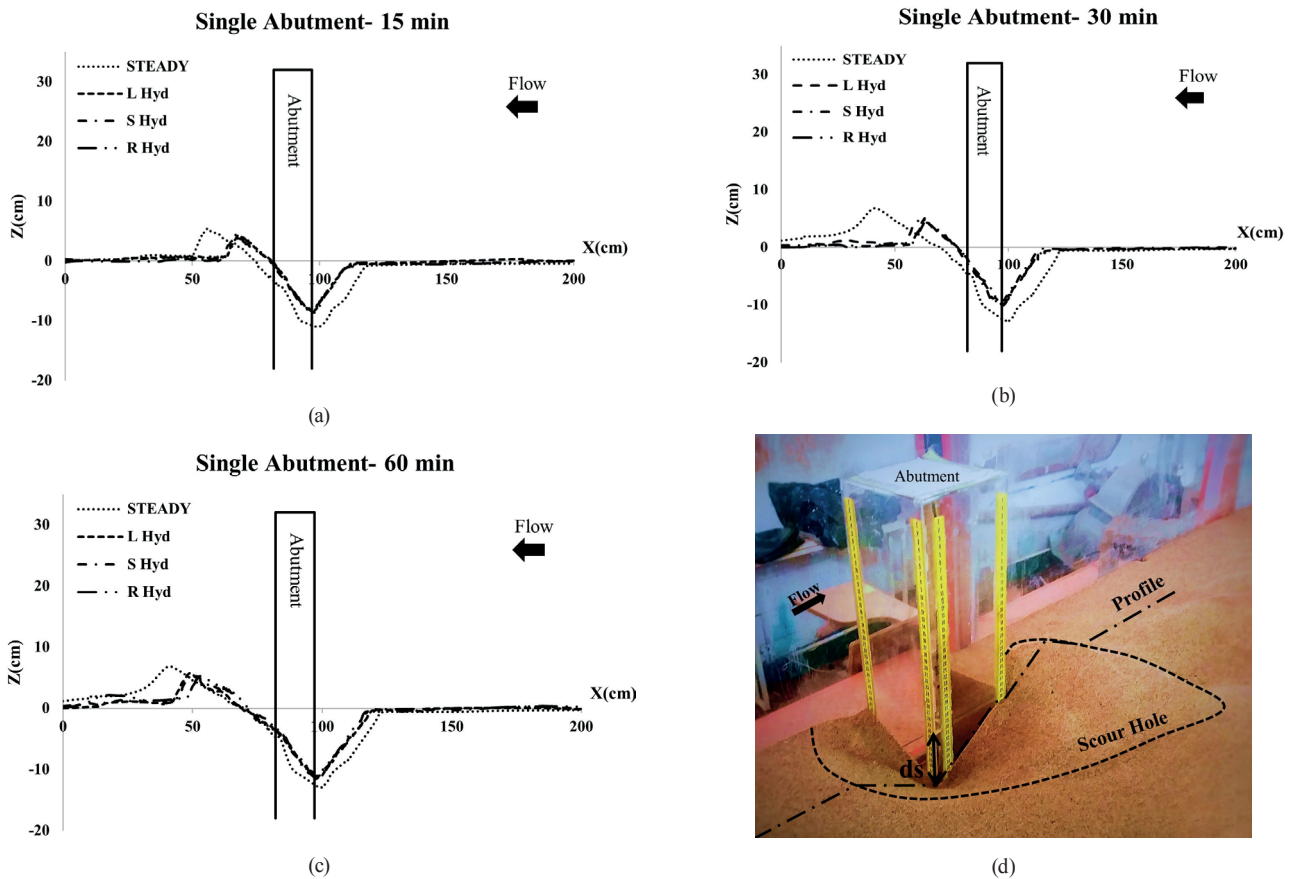 Single Abutment- 15 min
STEADY
L Hyd
S Hyd
R Hyd
Abutment
Flow
Z(cm)
30
20
10
0
-10
-20
X(cm)
0
50
100
150
200
(a)
Single Abutment- 30 min
STEADY
L Hyd
S Hyd
R Hyd
Abutment
Flow
Z(cm)
30
20
10
0
-10
-20
X(cm)
0
50
100
150
200
(b)
Single Abutment- 60 min
STEADY
L Hyd
S Hyd
R Hyd
Abutment
Flow
Z(cm)
30
20
10
0
-10
-20
X(cm)
0
50
100
150
200
(c)
Abutment
Flow
Profile
Scour Hole
ds
(d)